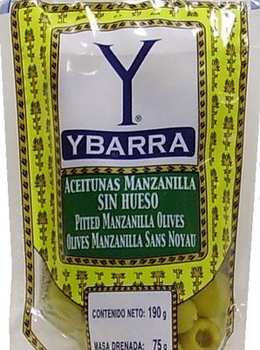 Y
®
YBARRA
ACEITUNAS MANZANILLA
SIN HUESO
PITTED MANZANILLA OLIVES
OLIVES MANZANILLA SANS NOYAU
CONTENIDO NETO: 190 g
MASA DRENADA: 75 g